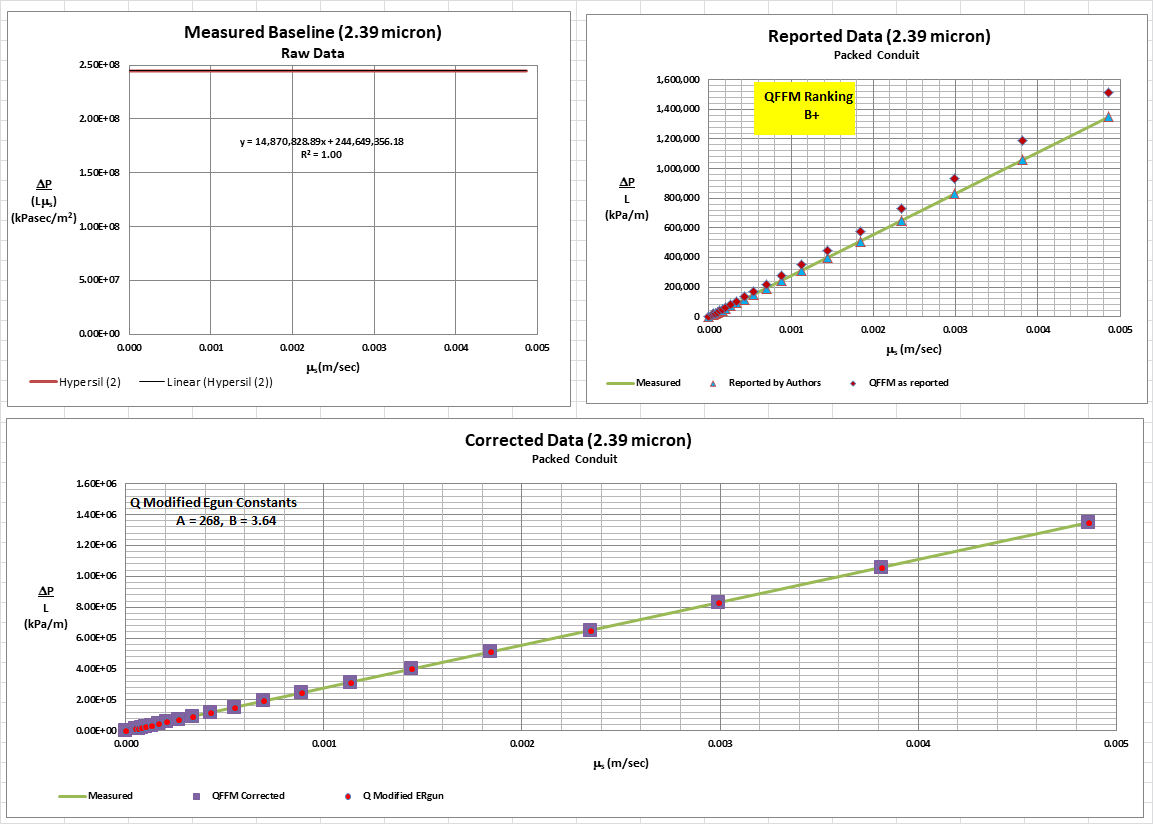 Measured Baseline (2.39 micron)
Raw Data
2.50E+08
2.00E+08
1.50E+08
1.00E+08
5.00E+07
0.00E+00
ΔP
(Lμs)
(kPasec/m²)
y = 14,870,828.89x + 244,649,356.18
R² = 1.00
0.000 0.001 0.002 0.003 0.004 0.005
μs(m/sec)
Hypersil (2) Linear (Hypersil (2))
Reported Data (2.39 micron)
Packed Conduit
QFFM Ranking
B+
1,600,000
1,400,000
1,200,000
1,000,000
800,000
600,000
400,000
200,000
0
ΔP
L
(kPa/m)
0.000 0.001 0.002 0.003 0.004 0.005
μs (m/sec)
Measured Reported by Authors QFFM as reported
Corrected Data (2.39 micron)
Packed Conduit
Q Modified Egun Constants
A = 268, B = 3.64
1.60E+06
1.40E+06
1.20E+06
1.00E+06
8.00E+05
6.00E+05
4.00E+05
2.00E+05
0.00E+00
ΔP
L
(kPa/m)
0.000 0.001 0.002 0.003 0.004 0.005
μs (m/sec)
Measured QFFM Corrected Q Modified ERgun